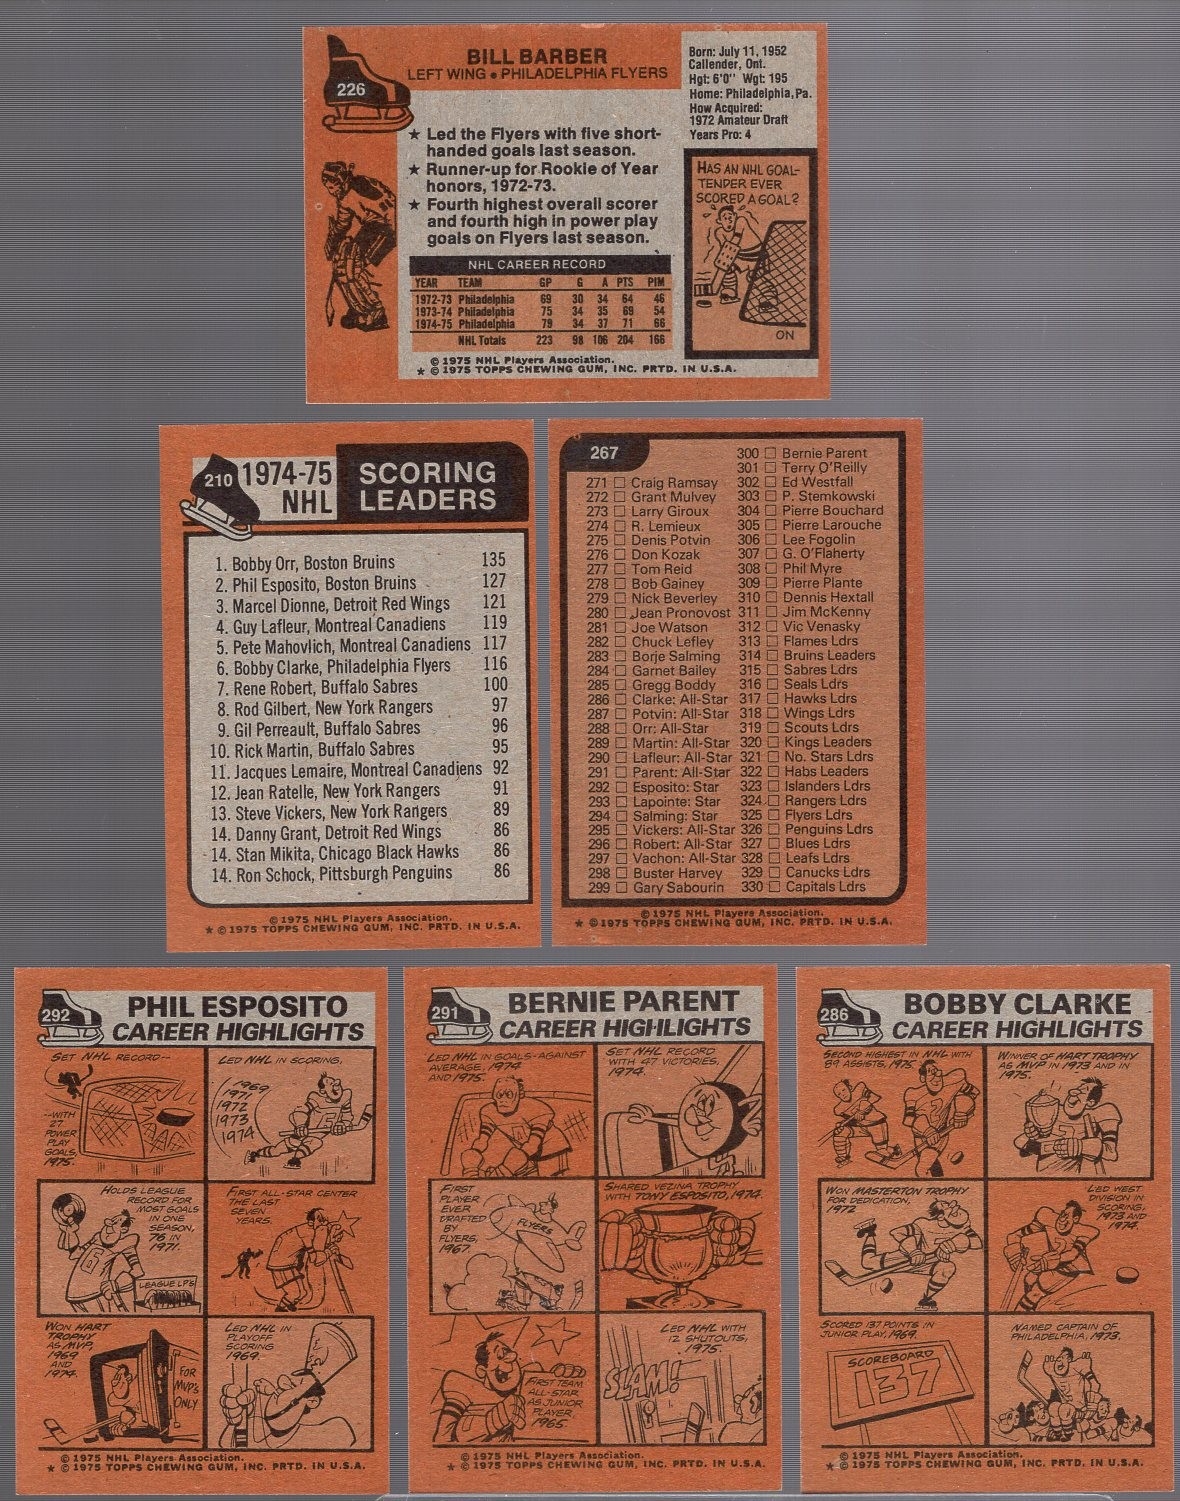 226
BILL BARBER
LEFT WING • PHILADELPHIA FLYERS
★ Led the Flyers with five short-
handed goals last season.
★ Runner-up for Rookie of Year
honors, 1972-73.
★ Fourth highest overall scorer
and fourth high in power play
goals on Flyers last season.
NHL CAREER RECORD
YEAR TEAM GP G A PTS PIM
1972-73 Philadelphia 69 30 34 64 46
1973-74 Philadelphia 75 34 35 69 54
1974-75 Philadelphia 79 34 37 71 66
NHL Totals 223 98 106 204 166
© 1975 NHL Players Association.
★ © 1975 TOPPS CHEWING GUM, INC. PRTD. IN U.S.A.
Born: July 11, 1952
Callender, Ont.
Hgt: 6'0" Wgt: 195
Home: Philadelphia, Pa.
How Acquired:
1972 Amateur Draft
Years Pro: 4
HAS AN NHL GOAL-
TENDER EVER
SCORED A GOAL?
ON
210
1974-75
NHL
SCORING
LEADERS
1. Bobby Orr, Boston Bruins 135
2. Phil Esposito, Boston Bruins 127
3. Marcel Dionne, Detroit Red Wings 121
4. Guy Lafleur, Montreal Canadiens 119
5. Pete Mahovlich, Montreal Canadiens 117
6. Bobby Clarke, Philadelphia Flyers 116
7. Rene Robert, Buffalo Sabres 100
8. Rod Gilbert, New York Rangers 97
9. Gil Perreault, Buffalo Sabres 96
10. Rick Martin, Buffalo Sabres 95
11. Jacques Lemaire, Montreal Canadiens 92
12. Jean Ratelle, New York Rangers 91
13. Steve Vickers, New York Rangers 89
14. Danny Grant, Detroit Red Wings 86
14. Stan Mikita, Chicago Black Hawks 86
14. Ron Schock, Pittsburgh Penguins 86
© 1975 NHL Players Association.
★ © 1975 TOPPS CHEWING GUM, INC. PRTD. IN U.S.A.
267
271 Craig Ramsay
272 Grant Mulvey
273 Larry Giroux
274 R. Lemieux
275 Denis Potvin
276 Don Kozak
277 Tom Reid
278 Bob Gainey
279 Nick Beverley
280 Jean Pronovost
281 Joe Watson
282 Chuck Lefley
283 Borje Salming
284 Garnet Bailey
285 Gregg Boddy
286 Clarke: All-Star
287 Potvin: All-Star
288 Orr: All-Star
289 Martin: All-Star
290 Lafleur: All-Star
291 Parent: All-Star
292 Esposito: Star
293 Lapointe: Star
294 Salming: Star
295 Vickers: All-Star
296 Robert: All-Star
297 Vachon: All-Star
298 Buster Harvey
299 Gary Sabourin
300 Bernie Parent
301 Terry O'Reilly
302 Ed Westfall
303 P. Stemkowski
304 Pierre Bouchard
305 Pierre Larouche
306 Lee Fogolin
307 G. O'Flaherty
308 Phil Myre
309 Pierre Plante
310 Dennis Hextall
311 Jim McKenny
312 Vic Venasky
313 Flames Ldrs
314 Bruins Leaders
315 Sabres Ldrs
316 Seals Ldrs
317 Hawks Ldrs
318 Wings Ldrs
319 Scouts Ldrs
320 Kings Leaders
321 No. Stars Ldrs
322 Habs Leaders
323 Islanders Ldrs
324 Rangers Ldrs
325 Flyers Ldrs
326 Penguins Ldrs
327 Blues Ldrs
328 Leafs Ldrs
329 Canucks Ldrs
330 Capitals Ldrs
© 1975 NHL Players Association.
★ © 1975 TOPPS CHEWING GUM, INC. PRTD. IN U.S.A.
292
PHIL ESPOSITO
CAREER HIGHLIGHTS
SET NHL RECORD—
—WITH
27
POWER
PLAY
GOALS,
1975.
LED NHL IN SCORING,
1969
1971
1972
1973
1974
HOLDS LEAGUE
RECORD FOR
MOST GOALS
IN ONE
SEASON,
76 IN
1971.
6
LEAGUE LP'S
FIRST ALL-STAR CENTER
THE LAST
SEVEN
YEARS.
WON HART
TROPHY
AS MVP,
1969
AND
1974.
FOR
MVP'S
ONLY
LED NHL IN
PLAYOFF
SCORING
1969.
© 1975 NHL Players Association.
★ © 1975 TOPPS CHEWING GUM, INC. PRTD. IN U.S.A.
291
BERNIE PARENT
CAREER HIGHLIGHTS
LED NHL IN GOALS-AGAINST
AVERAGE, 1974
AND 1975.
SET NHL RECORD
WITH 47 VICTORIES,
1974.
FIRST
PLAYER
EVER
DRAFTED
BY
FLYERS,
1967.
FLYERS
SHARED VEZINA TROPHY
WITH TONY ESPOSITO, 1974.
FIRST TEAM
ALL-STAR
AS JUNIOR
PLAYER,
1965.
LED NHL WITH
12 SHUTOUTS,
1975.
SLAM!
© 1975 NHL Players Association.
★ © 1975 TOPPS CHEWING GUM, INC. PRTD. IN U.S.A.
286
BOBBY CLARKE
CAREER HIGHLIGHTS
SECOND HIGHEST IN NHL WITH
89 ASSISTS, 1975.
WINNER OF HART TROPHY
AS MVP IN 1973 AND IN
1975.
WON MASTERTON TROPHY
FOR DEDICATION,
1972
LED WEST
DIVISION IN
SCORING,
1973 AND
1974.
SCORED 137 POINTS IN
JUNIOR PLAY, 1969.
SCOREBOARD
137
NAMED CAPTAIN OF
PHILADELPHIA, 1973.
© 1975 NHL Players Association.
★ © 1975 TOPPS CHEWING GUM, INC. PRTD. IN U.S.A.